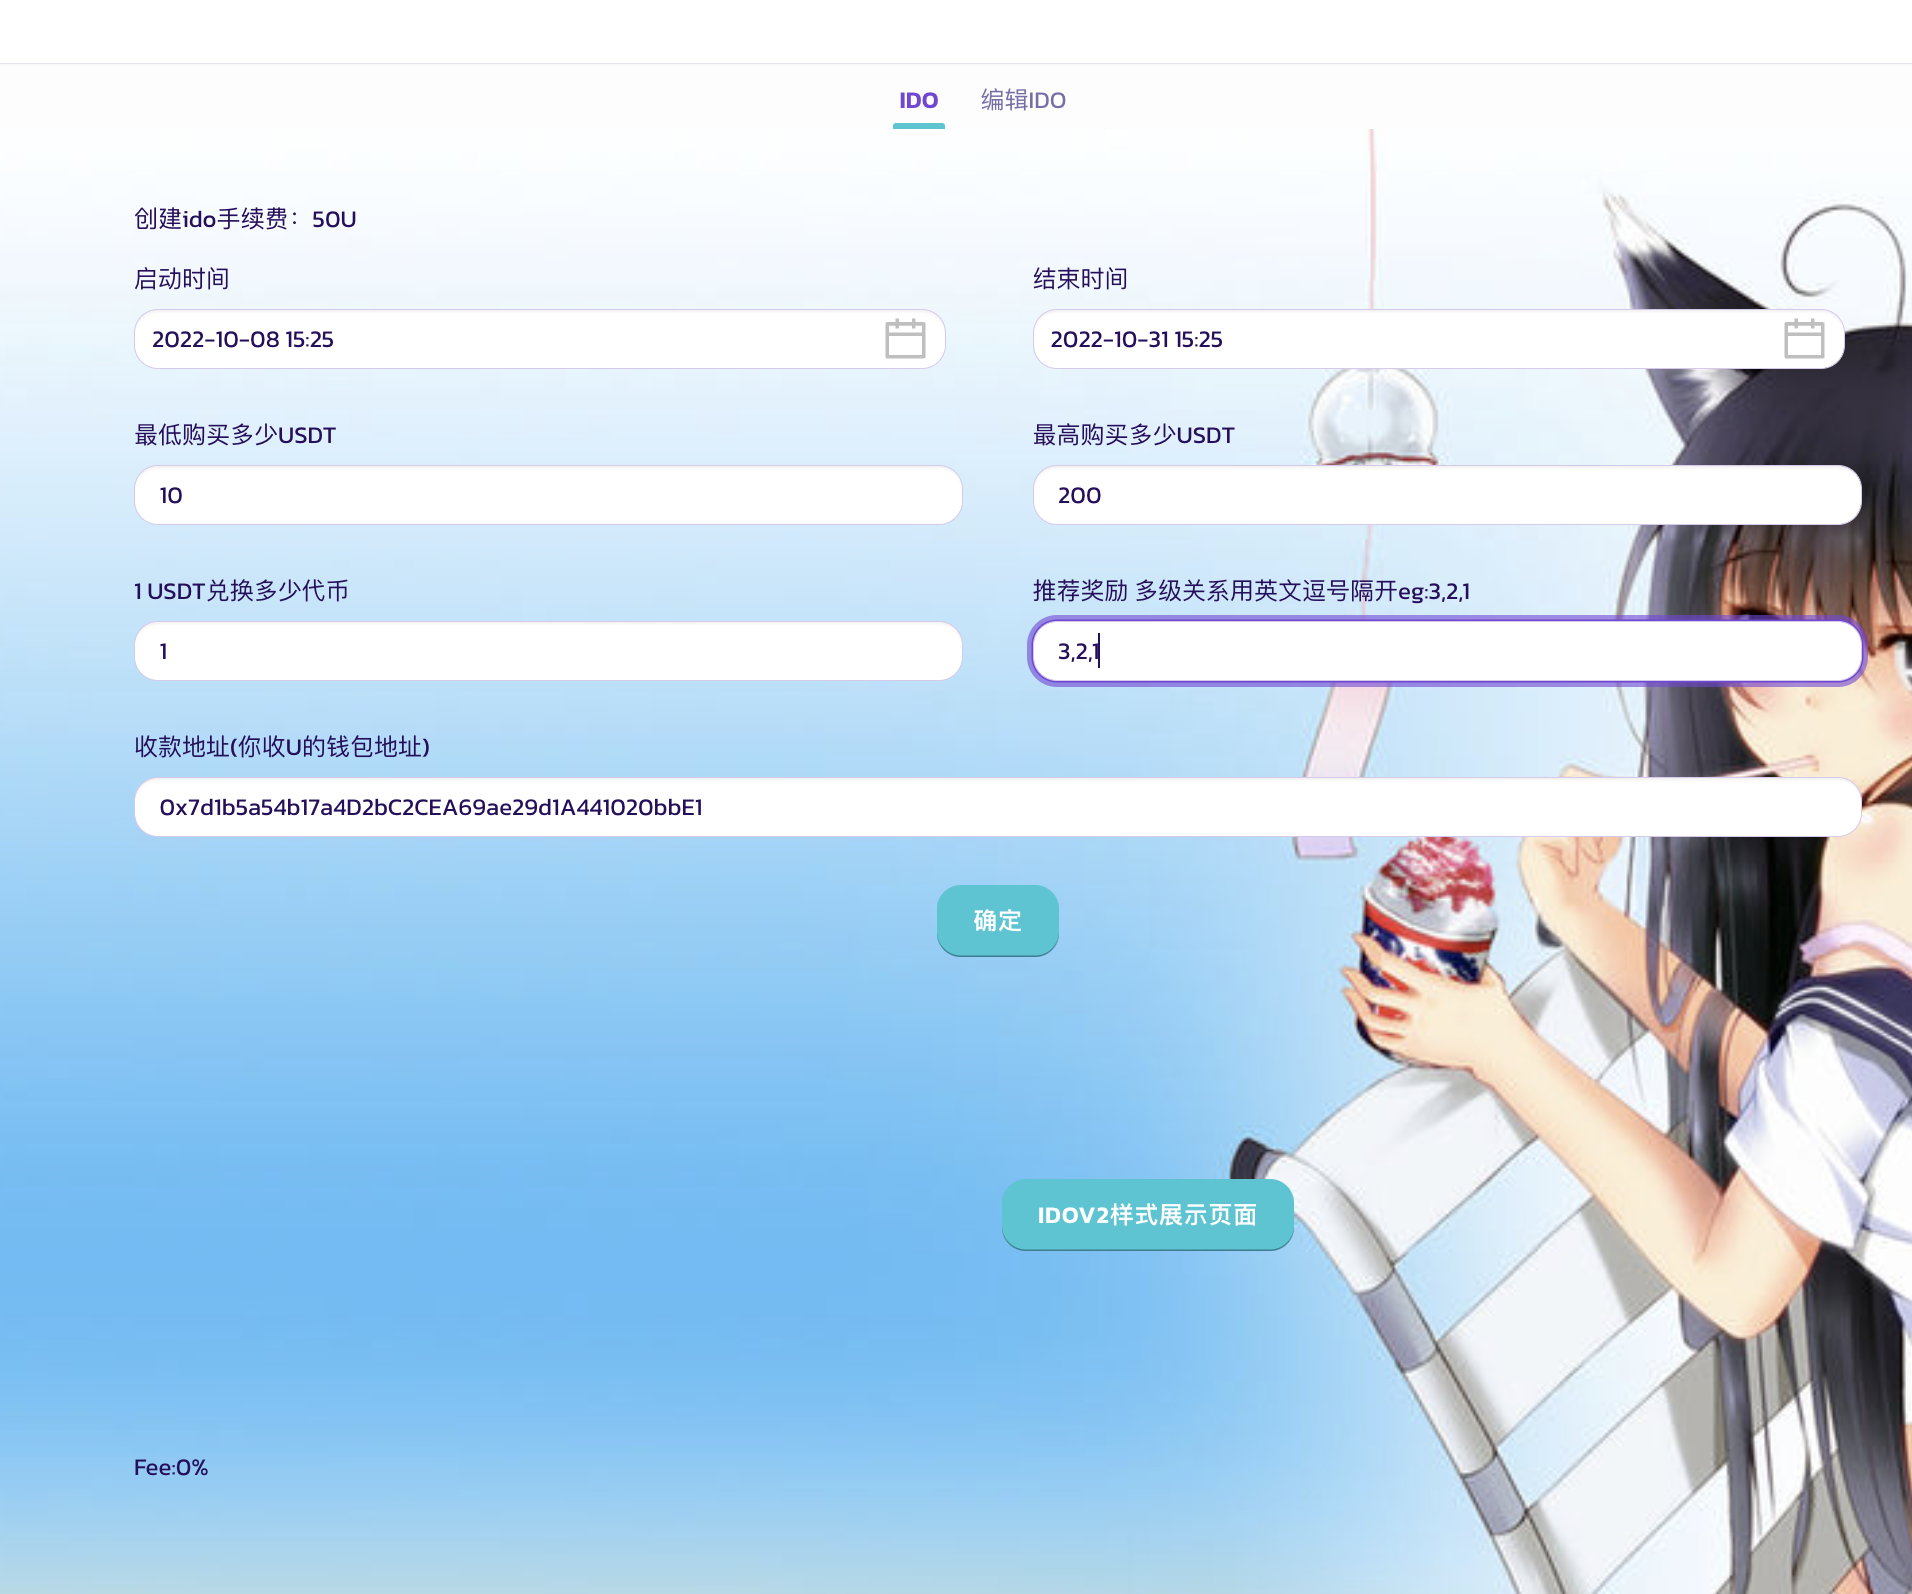 IDO 编辑IDO
创建ido手续费：50U
启动时间 结束时间
2022-10-08 15:25 2022-10-31 15:25
最低购买多少USDT 最高购买多少USDT
10 200
1 USDT兑换多少代币 推荐奖励 多级关系用英文逗号隔开eg:3,2,1
1 3,2,1
收款地址(你收U的钱包地址)
0x7d1b5a54b17a4D2bC2CEA69ae29d1A441020bbE1
确定
IDOV2样式展示页面
Fee:0%